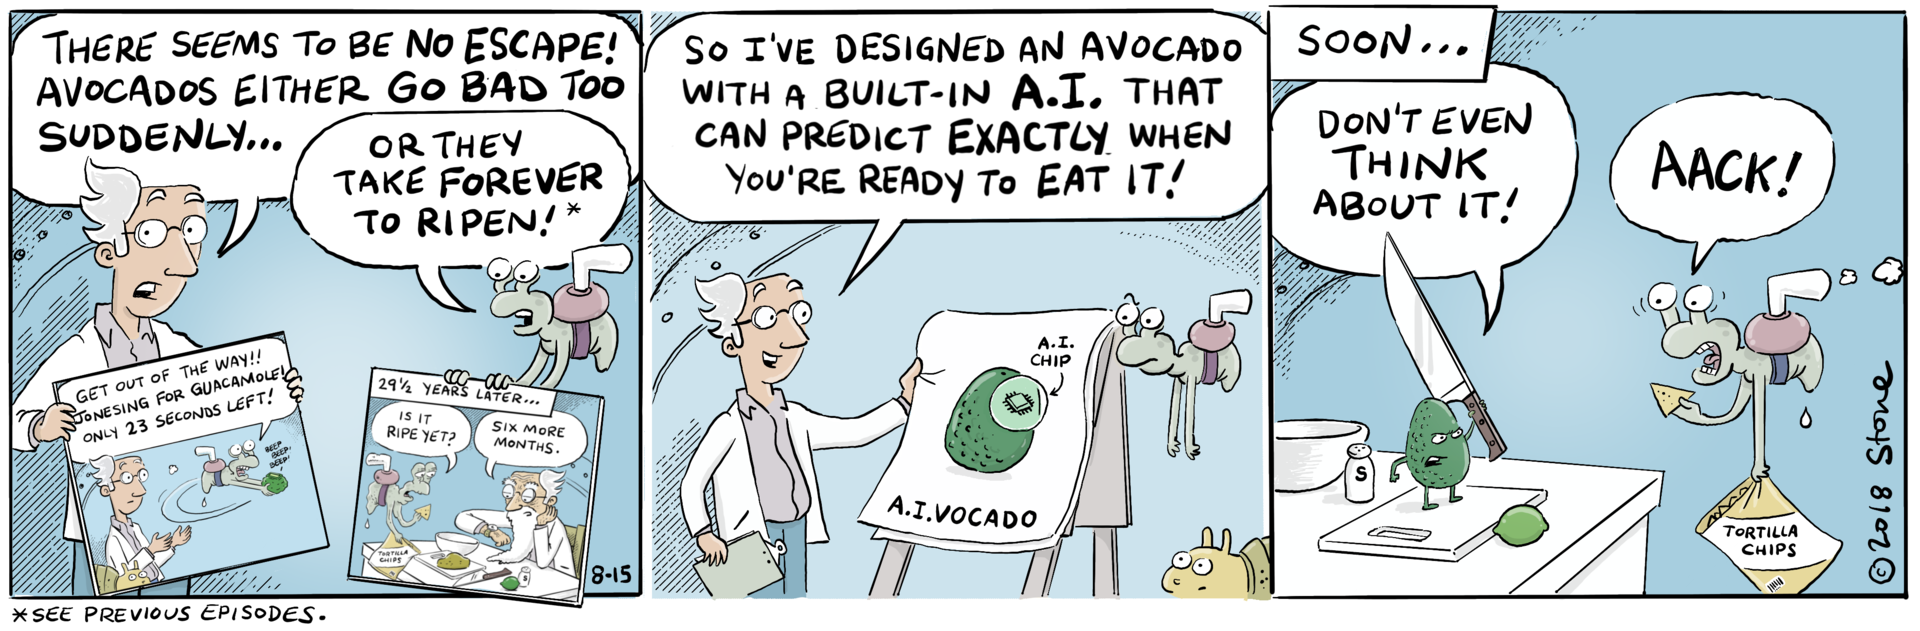 THERE SEEMS TO BE NO ESCAPE!
AVOCADOS EITHER GO BAD TOO
SUDDENLY...
OR THEY
TAKE FOREVER
TO RIPEN!*
GET OUT OF THE WAY!!
JONESING FOR GUACAMOLE!
ONLY 23 SECONDS LEFT!
BEEP
BEEP!
BEEP!
29 1/2 YEARS LATER...
IS IT
RIPE YET?
SIX MORE
MONTHS.
TORTILLA
CHIPS
S
8-15
*SEE PREVIOUS EPISODES.
SO I'VE DESIGNED AN AVOCADO
WITH A BUILT-IN A.I. THAT
CAN PREDICT EXACTLY WHEN
YOU'RE READY TO EAT IT!
A.I.
CHIP
A.I.VOCADO
SOON...
DON'T EVEN
THINK
ABOUT IT!
AACK!
S
TORTILLA
CHIPS
©2018 Stone